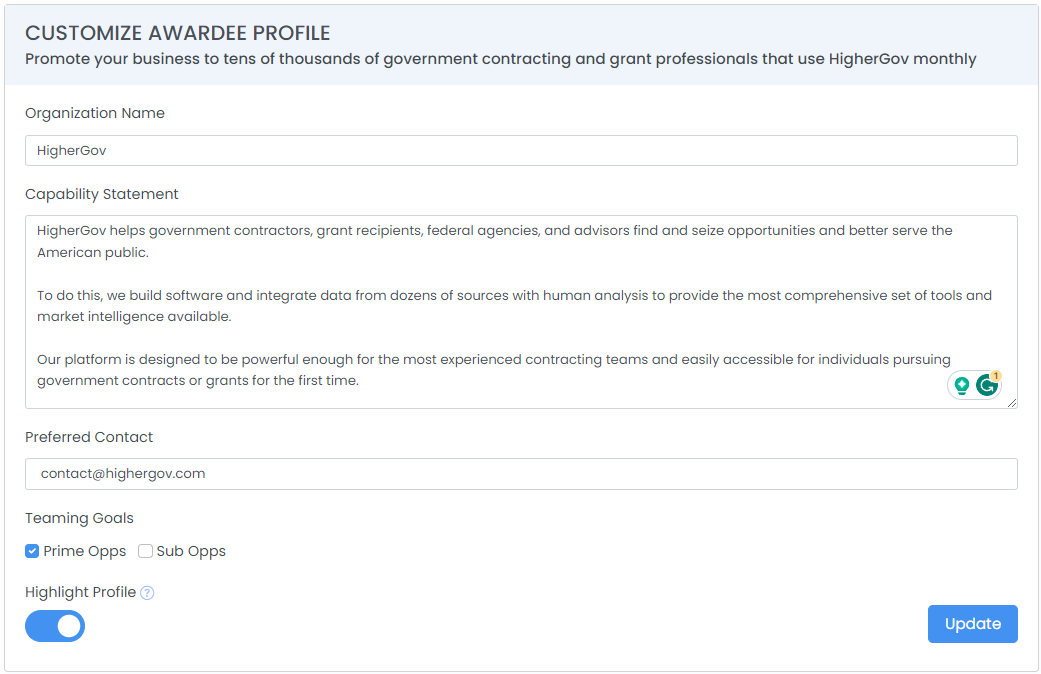 CUSTOMIZE AWARDEE PROFILE
Promote your business to tens of thousands of government contracting and grant professionals that use HigherGov monthly
Organization Name
HigherGov
Capability Statement
HigherGov helps government contractors, grant recipients, federal agencies, and advisors find and seize opportunities and better serve the
American public.
To do this, we build software and integrate data from dozens of sources with human analysis to provide the most comprehensive set of tools and
market intelligence available.
Our platform is designed to be powerful enough for the most experienced contracting teams and easily accessible for individuals pursuing
government contracts or grants for the first time.
1
Preferred Contact
contact@highergov.com
Teaming Goals
Prime Opps Sub Opps
Highlight Profile ?
Update